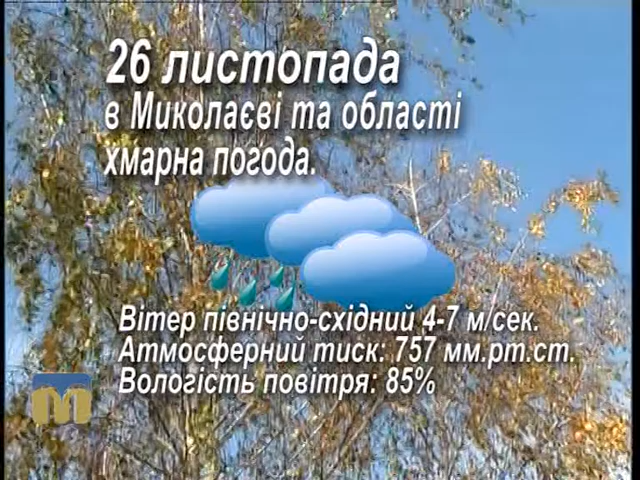 26 листопада
в Миколаєві та області
хмарна погода.
Вітер північно-східний 4-7 м/сек.
Атмосферний тиск: 757 мм.рт.ст.
Вологість повітря: 85%